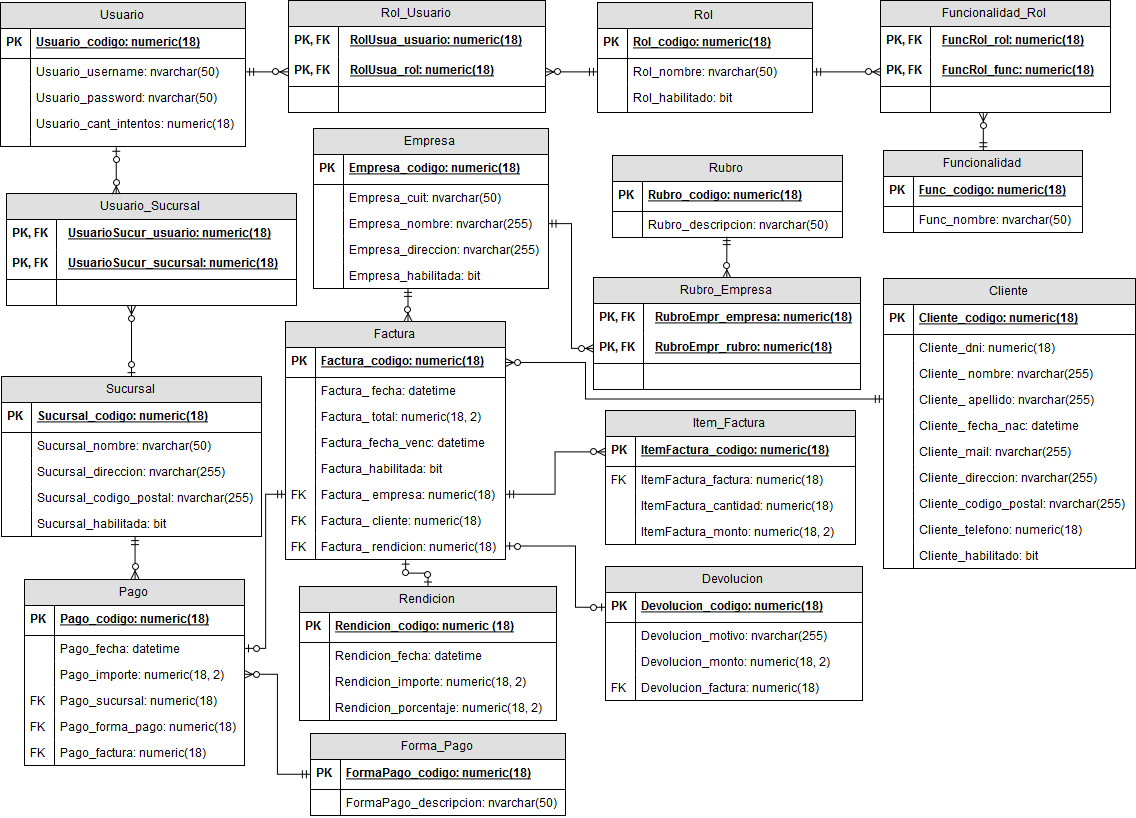 Usuario
PK Usuario_codigo: numeric(18)
Usuario_username: nvarchar(50)
Usuario_password: nvarchar(50)
Usuario_cant_intentos: numeric(18)
Rol_Usuario
PK, FK RolUsua_usuario: numeric(18)
PK, FK RolUsua_rol: numeric(18)
Rol
PK Rol_codigo: numeric(18)
Rol_nombre: nvarchar(50)
Rol_habilitado: bit
Funcionalidad_Rol
PK, FK FuncRol_rol: numeric(18)
PK, FK FuncRol_func: numeric(18)
Empresa
PK Empresa_codigo: numeric(18)
Empresa_cuit: nvarchar(50)
Empresa_nombre: nvarchar(255)
Empresa_direccion: nvarchar(255)
Empresa_habilitada: bit
Rubro
PK Rubro_codigo: numeric(18)
Rubro_descripcion: nvarchar(50)
Funcionalidad
PK Func_codigo: numeric(18)
Func_nombre: nvarchar(50)
Usuario_Sucursal
PK, FK UsuarioSucur_usuario: numeric(18)
PK, FK UsuarioSucur_sucursal: numeric(18)
Rubro_Empresa
PK, FK RubroEmpr_empresa: numeric(18)
PK, FK RubroEmpr_rubro: numeric(18)
Cliente
PK Cliente_codigo: numeric(18)
Cliente_dni: numeric(18)
Cliente_ nombre: nvarchar(255)
Cliente_ apellido: nvarchar(255)
Cliente_ fecha_nac: datetime
Cliente_mail: nvarchar(255)
Cliente_direccion: nvarchar(255)
Cliente_codigo_postal: nvarchar(255)
Cliente_telefono: numeric(18)
Cliente_habilitado: bit
Factura
PK Factura_codigo: numeric(18)
Factura_ fecha: datetime
Factura_ total: numeric(18, 2)
Factura_fecha_venc: datetime
Factura_habilitada: bit
FK Factura_ empresa: numeric(18)
FK Factura_ cliente: numeric(18)
FK Factura_ rendicion: numeric(18)
Sucursal
PK Sucursal_codigo: numeric(18)
Sucursal_nombre: nvarchar(50)
Sucursal_direccion: nvarchar(255)
Sucursal_codigo_postal: nvarchar(255)
Sucursal_habilitada: bit
Item_Factura
PK ItemFactura_codigo: numeric(18)
FK ItemFactura_factura: numeric(18)
ItemFactura_cantidad: numeric(18)
ItemFactura_monto: numeric(18, 2)
Pago
PK Pago_codigo: numeric(18)
Pago_fecha: datetime
Pago_importe: numeric(18, 2)
FK Pago_sucursal: numeric(18)
FK Pago_forma_pago: numeric(18)
FK Pago_factura: numeric(18)
Rendicion
PK Rendicion_codigo: numeric (18)
Rendicion_fecha: datetime
Rendicion_importe: numeric(18, 2)
Rendicion_porcentaje: numeric(18, 2)
Devolucion
PK Devolucion_codigo: numeric(18)
Devolucion_motivo: nvarchar(255)
Devolucion_monto: numeric(18, 2)
FK Devolucion_factura: numeric(18)
Forma_Pago
PK FormaPago_codigo: numeric(18)
FormaPago_descripcion: nvarchar(50)